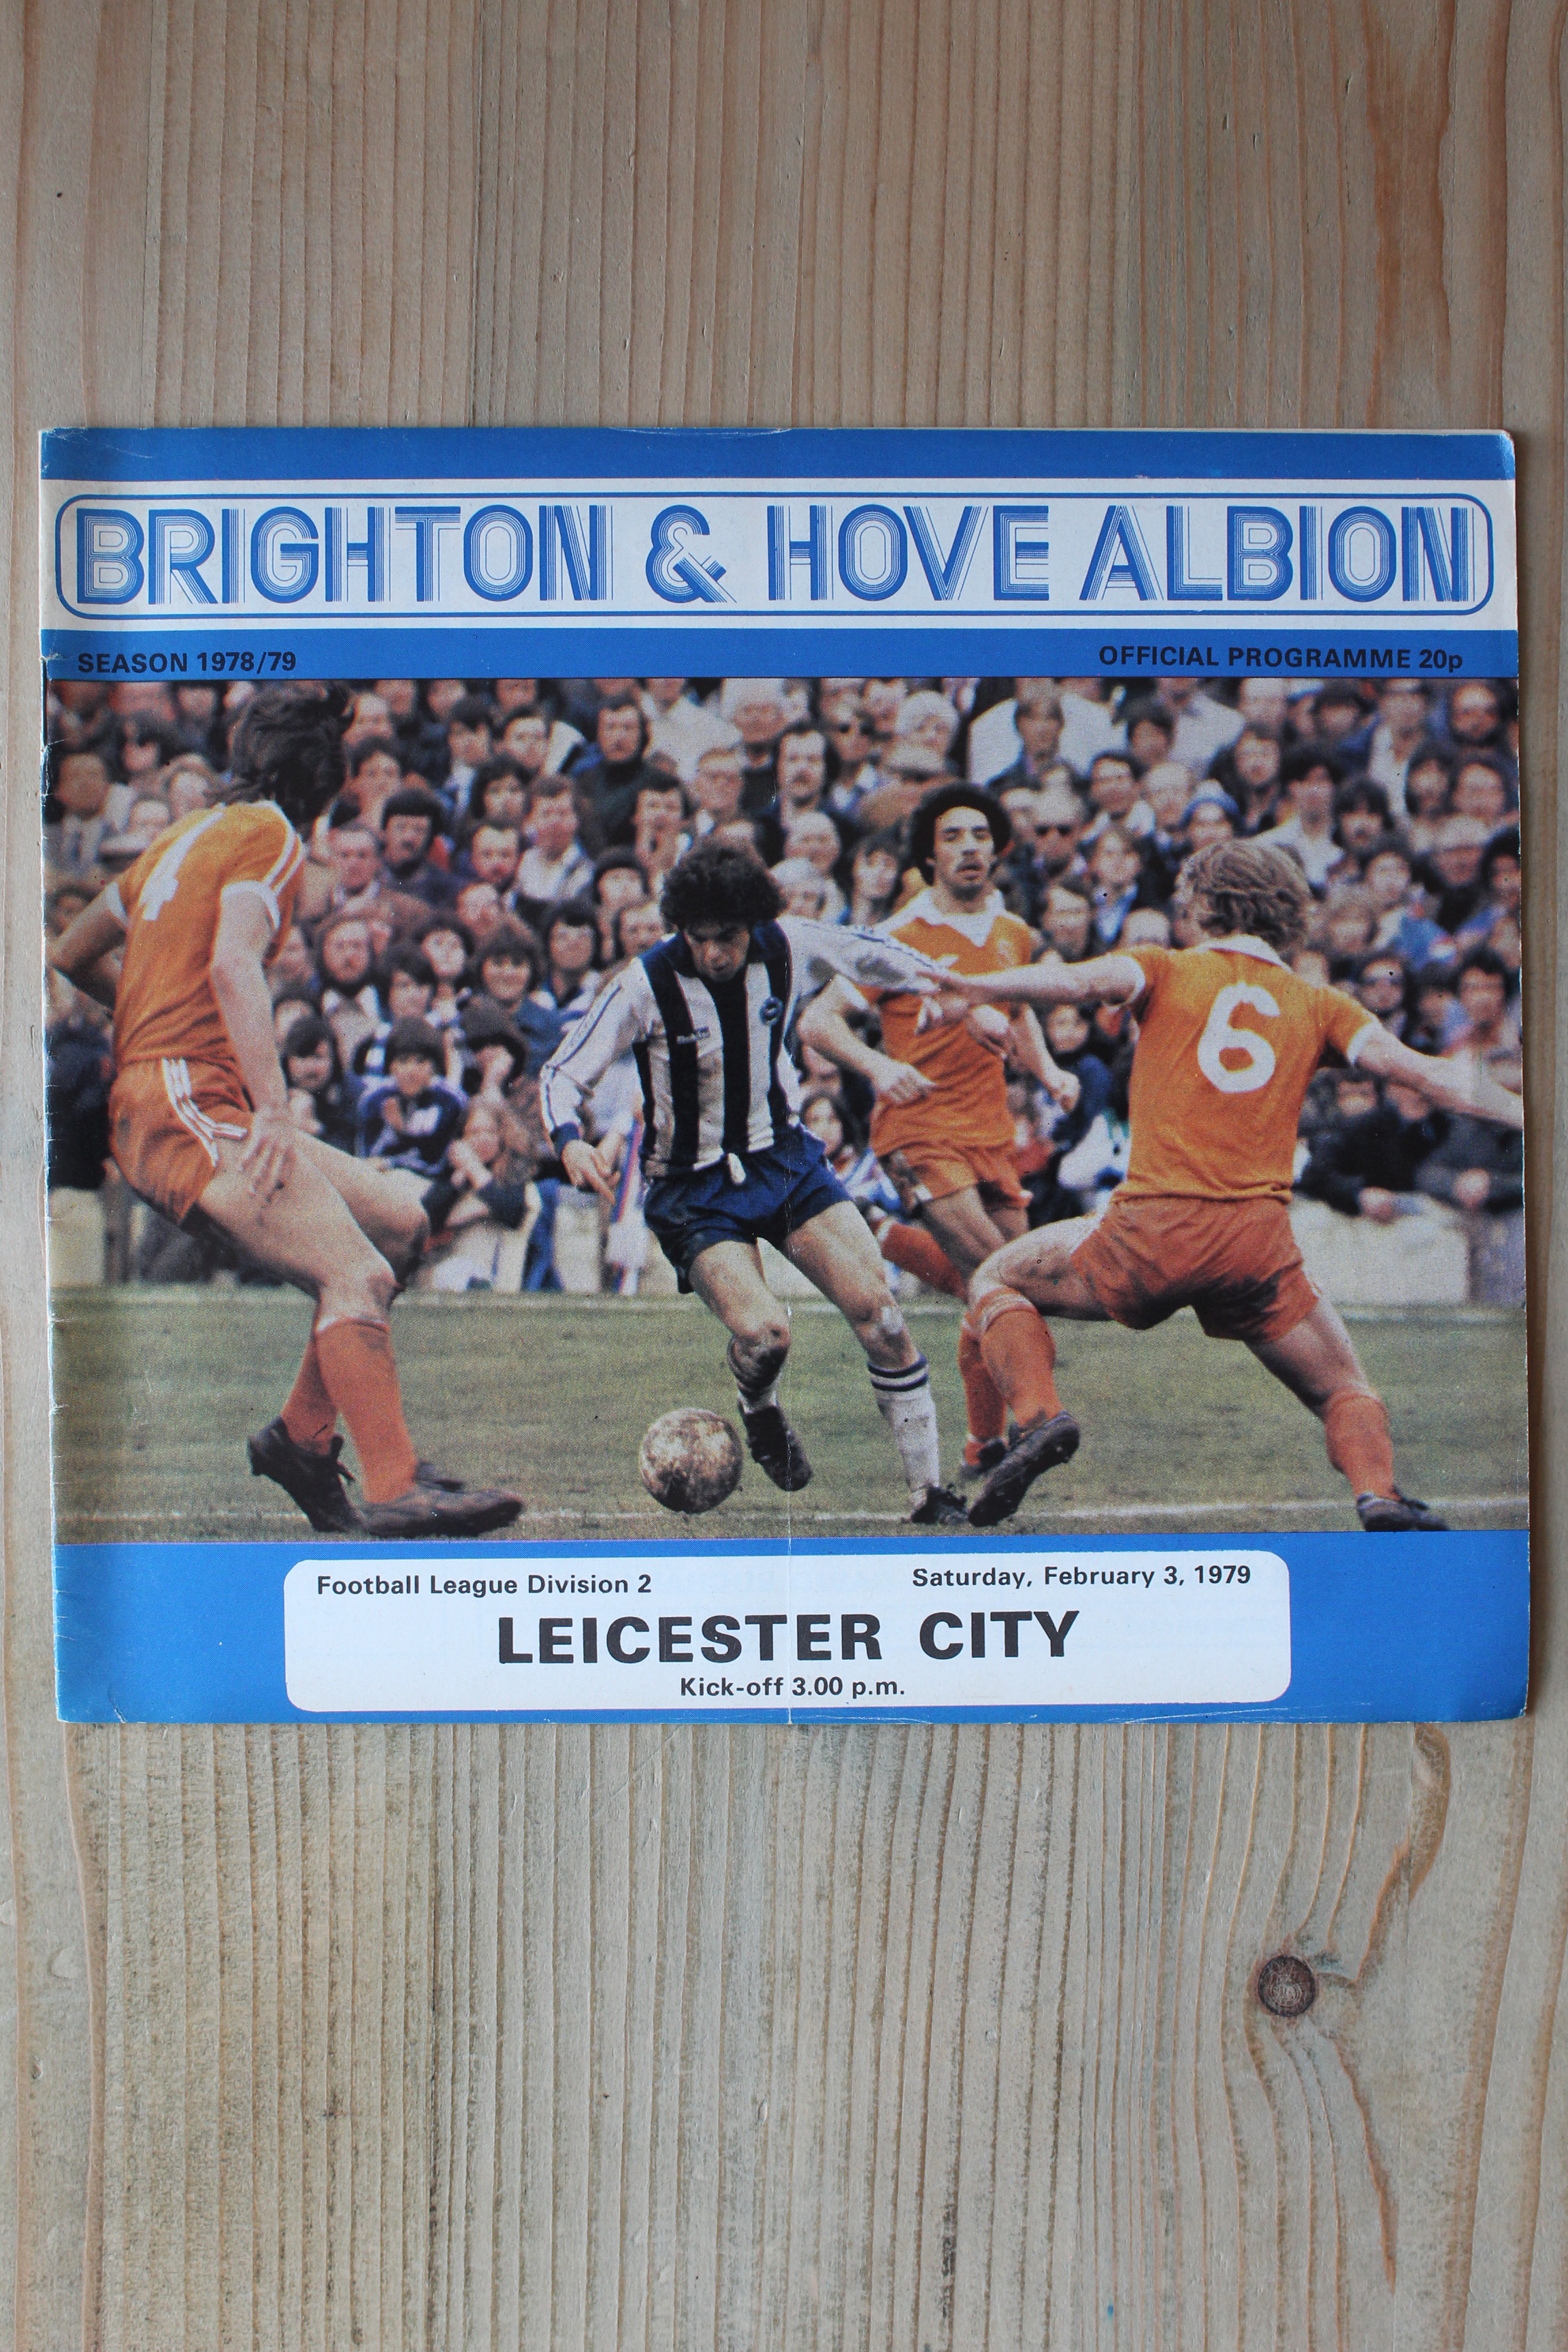 BRIGHTON & HOVE ALBION
SEASON 1978/79
OFFICIAL PROGRAMME 20p
4
6
Football League Division 2
Saturday, February 3, 1979
LEICESTER CITY
Kick-off 3.00 p.m.